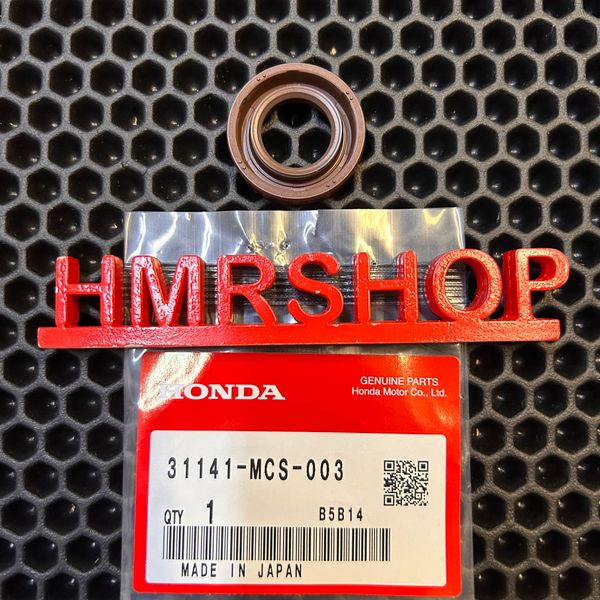 HMRSHOP
HONDA
GENUINE PARTS
Honda Motor Co., Ltd.
31141-MCS-003
QTY 1 B5B14
MADE IN JAPAN